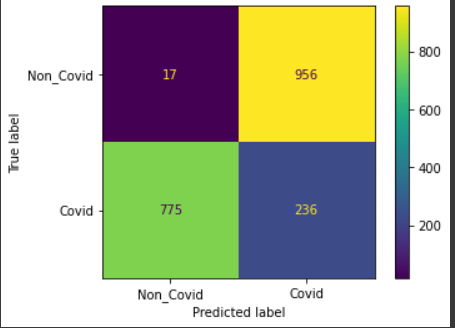 Non_Covid
17
956
Covid
775
236
Non_Covid
Covid
Predicted label
True label
800
600
400
200